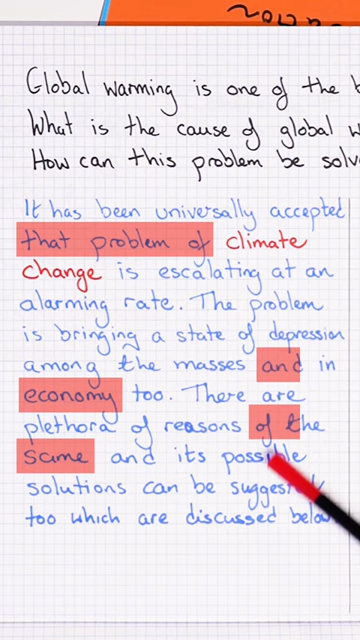 Global warming is one of the
What is the cause of global
How can this problem be
It has been universally accepted
that problem of climate
change is escalating at an
alarming rate. The problem
is bringing a state of depression
among the masses and in
economy too. There are
plethora of reasons of the
same and its possible
solutions can be suggested
too which are discussed below